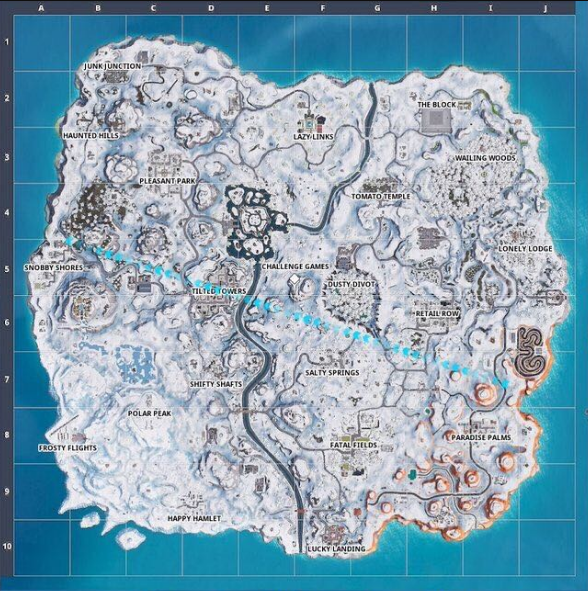 A B C D E F G H I J
1
JUNK JUNCTION
2
THE BLOCK
HAUNTED HILLS
LAZY LINKS
3
WAILING WOODS
PLEASANT PARK
TOMATO TEMPLE
4
LONELY LODGE
5
SNOBBY SHORES
CHALLENGE GAMES
TILTED TOWERS
DUSTY DIVOT
RETAIL ROW
6
SALTY SPRINGS
7
SHIFTY SHAFTS
POLAR PEAK
8
PARADISE PALMS
FROSTY FLIGHTS
FATAL FIELDS
9
HAPPY HAMLET
10
LUCKY LANDING